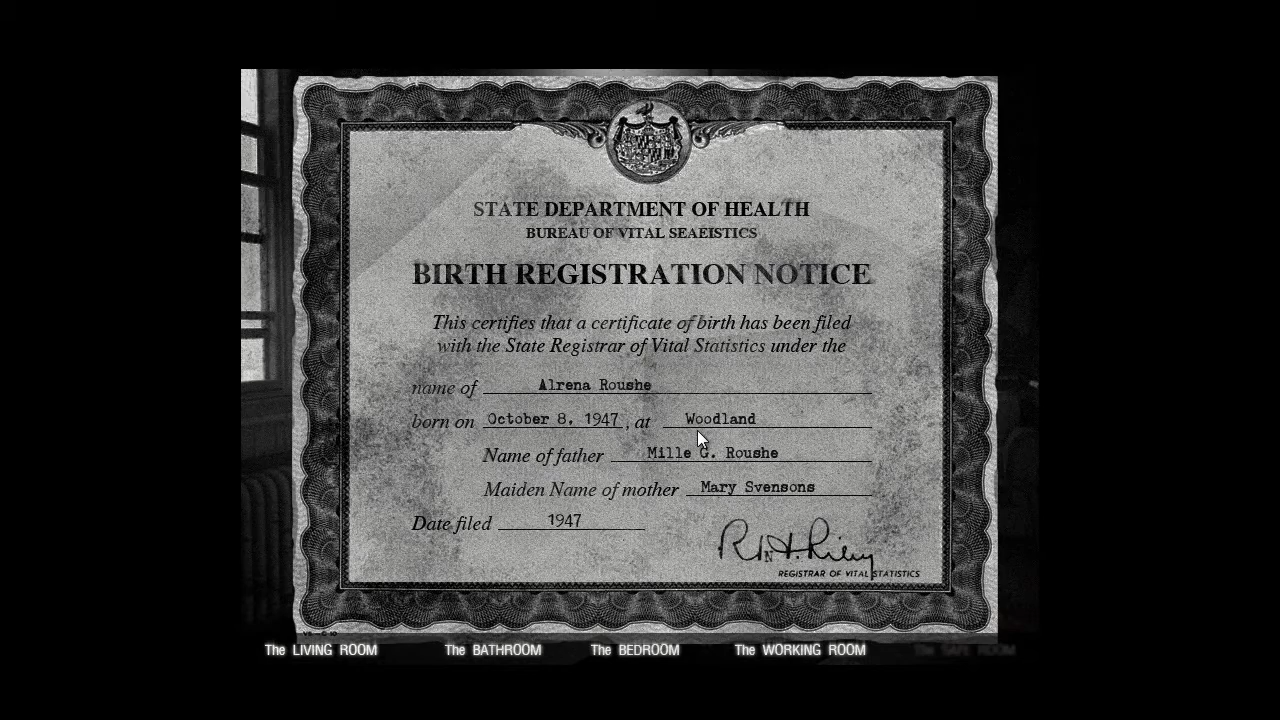 STATE DEPARTMENT OF HEALTH
BUREAU OF VITAL SEAEISTICS
BIRTH REGISTRATION NOTICE
This certifies that a certificate of birth has been filed
with the State Registrar of Vital Statistics under the
name of Alrena Roushe
born on October 8, 1947, at Woodland
Name of father Mille G. Roushe
Maiden Name of mother Mary Svensons
Date filed 1947
REGISTRAR OF VITAL STATISTICS
The LIVING ROOM The BATHROOM The BEDROOM The WORKING ROOM The SAFE ROOM